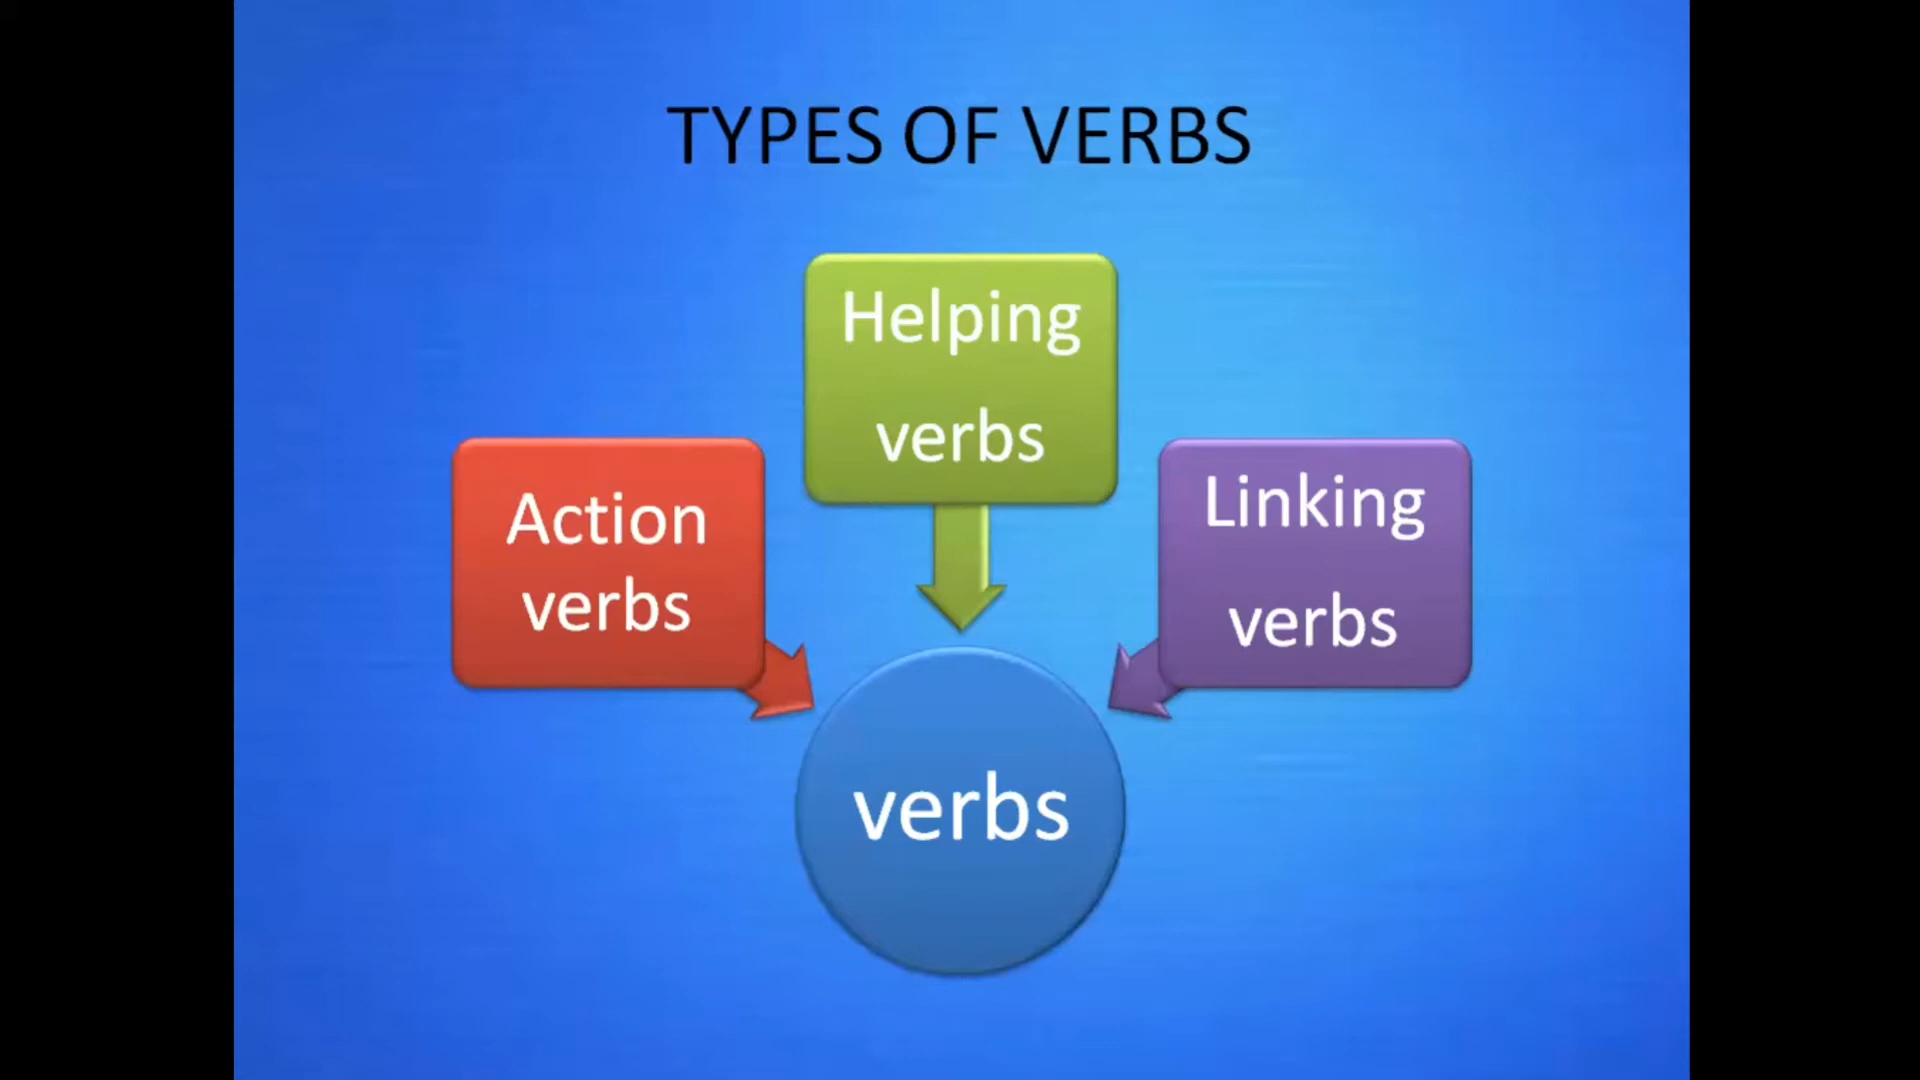 TYPES OF VERBS
Helping
verbs
Action
verbs
Linking
verbs
verbs